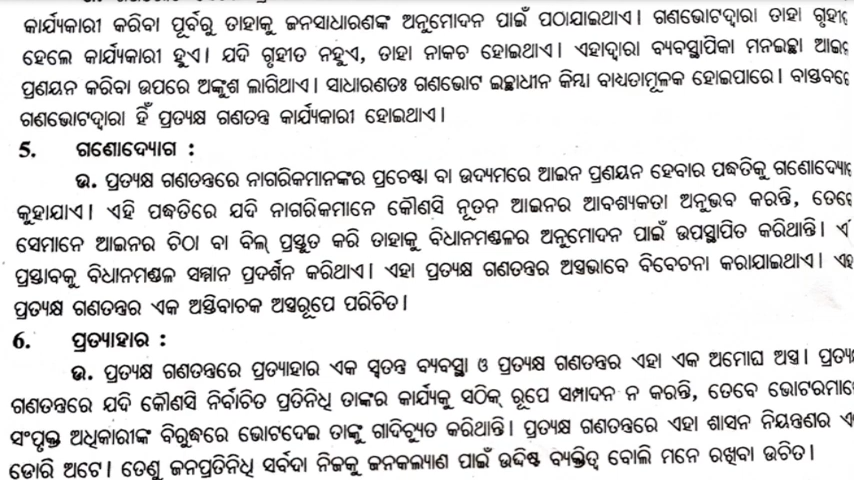 କାର୍ଯ୍ୟକାରୀ କରିବା ପୂର୍ବରୁ ତାହାକୁ ଜନସାଧାରଣଙ୍କ ଅନୁମୋଦନ ପାଇଁ ପଠାଯାଇଥାଏ। ଗଣଭୋଟଦ୍ୱାରା ତାହା
ହେଲେ କାର୍ଯ୍ୟକାରୀ ହୁଏ। ଯଦି ଗୃହୀତ ନହୁଏ, ତାହା ନାକଚ ହୋଇଥାଏ। ଏହାଦ୍ୱାରା ବ୍ୟବସ୍ଥାପିକା ମନଇଚ୍ଛା
ପ୍ରଣୟନ କରିବା ଉପରେ ଅଙ୍କୁଶ ଲାଗିଥାଏ। ସାଧାରଣତଃ ଗଣଭୋଟ ଇଚ୍ଛାଧୀନ କିମ୍ବା ବାଧ୍ୟତାମୂଳକ ହୋଇପାରେ।
ଗଣଭୋଟଦ୍ୱାରା ହିଁ ପ୍ରତ୍ୟକ୍ଷ ଗଣତନ୍ତ୍ର କାର୍ଯ୍ୟକାରୀ ହୋଇଥାଏ।
5. ଗଣୋଦ୍ୟୋଗ :
ଉ. ପ୍ରତ୍ୟକ୍ଷ ଗଣତନ୍ତ୍ରରେ ନାଗରିକମାନଙ୍କର ପ୍ରଚେଷ୍ଟା ବା ଉଦ୍ୟମରେ ଆଇନ ପ୍ରଣୟନ ହେବାର ପଦ୍ଧତିକୁ
କୁହାଯାଏ। ଏହି ପଦ୍ଧତିରେ ଯଦି ନାଗରିକମାନେ କୌଣସି ନୂତନ ଆଇନର ଆବଶ୍ୟକତା ଅନୁଭବ କରନ୍ତି,
ସେମାନେ ଆଇନର ଚିଠା ବା ବିଲ୍ ପ୍ରସ୍ତୁତ କରି ତାହାକୁ ବିଧାନମଣ୍ଡଳର ଅନୁମୋଦନ ପାଇଁ ଉପସ୍ଥାପିତ କରିଥାନ୍ତି।
ପ୍ରସ୍ତାବକୁ ବିଧାନମଣ୍ଡଳ ସମ୍ମାନ ପ୍ରଦର୍ଶନ କରିଥାଏ। ଏହା ପ୍ରତ୍ୟକ୍ଷ ଗଣତନ୍ତ୍ରର ଅସ୍ତ୍ରଭାବେ ବିବେଚନା କରାଯାଇଥାଏ।
ପ୍ରତ୍ୟକ୍ଷ ଗଣତନ୍ତ୍ରର ଏକ ଅସ୍ତିବାଚକ ଅସ୍ତ୍ରରୂପେ ପରିଚିତ।
6. ପ୍ରତ୍ୟାହାର :
ଉ. ପ୍ରତ୍ୟକ୍ଷ ଗଣତନ୍ତ୍ରରେ ପ୍ରତ୍ୟାହାର ଏକ ସ୍ୱତନ୍ତ୍ର ବ୍ୟବସ୍ଥା ଓ ପ୍ରତ୍ୟକ୍ଷ ଗଣତନ୍ତ୍ରର ଏହା ଏକ ଅମୋଘ ଅସ୍ତ୍ର।
ଗଣତନ୍ତ୍ରରେ ଯଦି କୌଣସି ନିର୍ବାଚିତ ପ୍ରତିନିଧି ତାଙ୍କର କାର୍ଯ୍ୟକୁ ସଠିକ୍ ରୂପେ ସମ୍ପାଦନ ନ କରନ୍ତି, ତେବେ
ସଂପୃକ୍ତ ଅଧିକାରୀଙ୍କ ବିରୁଦ୍ଧରେ ଭୋଟଦେଇ ତାଙ୍କୁ ଗାଦିଚ୍ୟୁତ କରିଥାନ୍ତି। ପ୍ରତ୍ୟକ୍ଷ ଗଣତନ୍ତ୍ରରେ ଏହା ଶାସନ ନିୟନ୍ତ୍ରଣର
ଡୋରି ଅଟେ। ତେଣୁ ଜନପ୍ରତିନିଧି ସର୍ବଦା ନିଜକୁ ଜନକଲ୍ୟାଣ ପାଇଁ ଉଦ୍ଦିଷ୍ଟ ବ୍ୟକ୍ତିତ୍ୱ ବୋଲି ମନେ ରଖିବା ଉଚିତ।